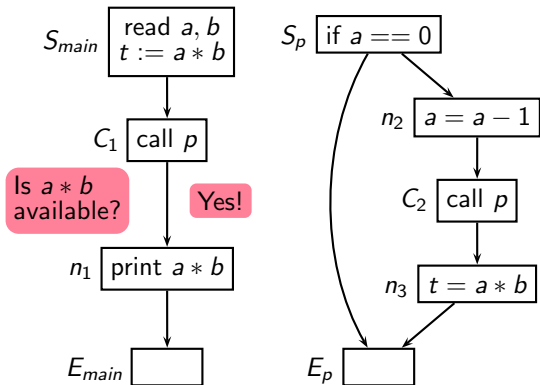 S_main
read a, b
t := a ∗ b
C_1
call p
Is a ∗ b
available?
Yes!
n_1
print a ∗ b
E_main
S_p
if a == 0
n_2
a = a − 1
C_2
call p
n_3
t = a ∗ b
E_p